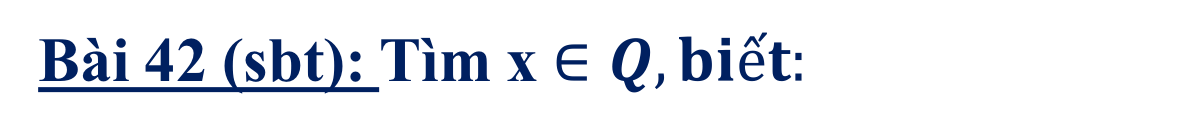 Bài 42 (sbt): Tìm x ∈ Q, biết: